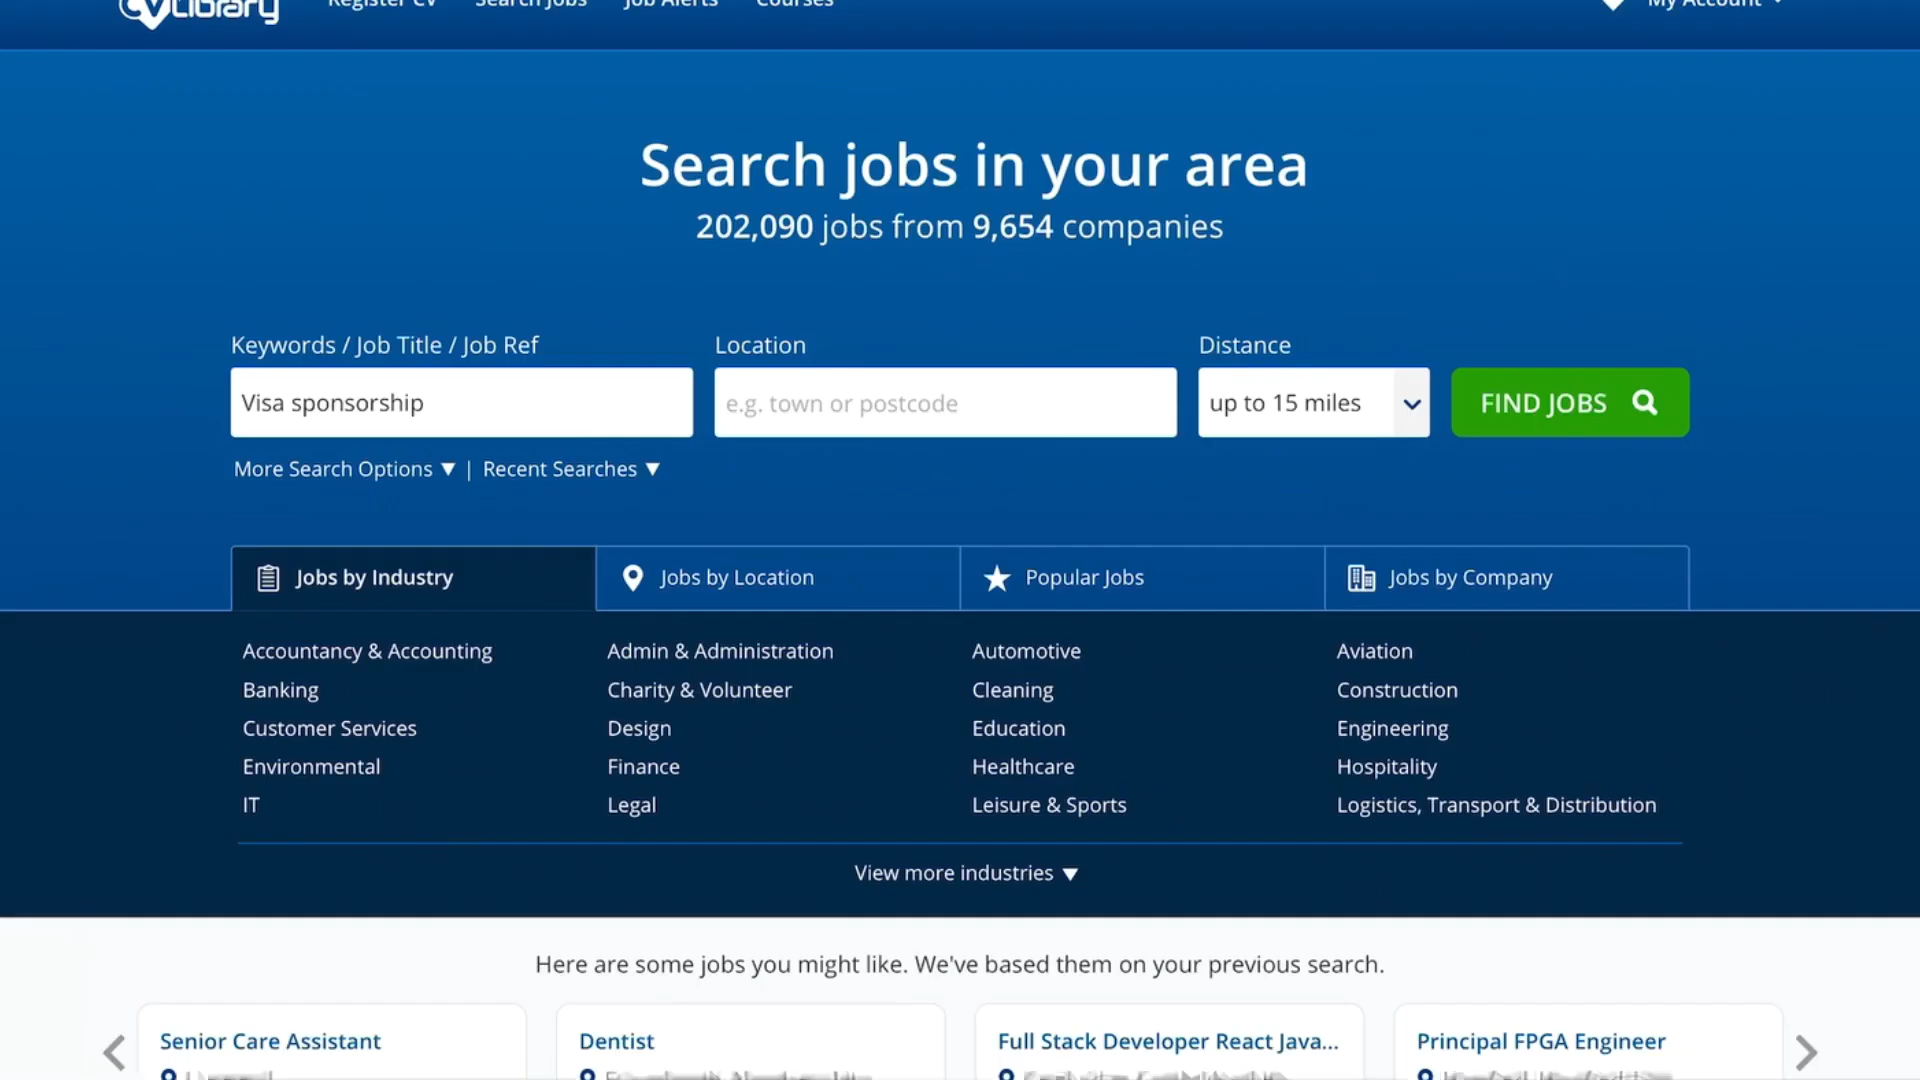 CVLibrary
Register CV
Search Jobs
Job Alerts
Courses
My Account
Search jobs in your area
202,090 jobs from 9,654 companies
Keywords / Job Title / Job Ref
Location
Distance
Visa sponsorship
e.g. town or postcode
up to 15 miles
FIND JOBS
More Search Options ▼ | Recent Searches ▼
Jobs by Industry
Jobs by Location
Popular Jobs
Jobs by Company
Accountancy & Accounting
Admin & Administration
Automotive
Aviation
Banking
Charity & Volunteer
Cleaning
Construction
Customer Services
Design
Education
Engineering
Environmental
Finance
Healthcare
Hospitality
IT
Legal
Leisure & Sports
Logistics, Transport & Distribution
View more industries ▼
Here are some jobs you might like. We've based them on your previous search.
Senior Care Assistant
Dentist
Full Stack Developer React Java...
Principal FPGA Engineer